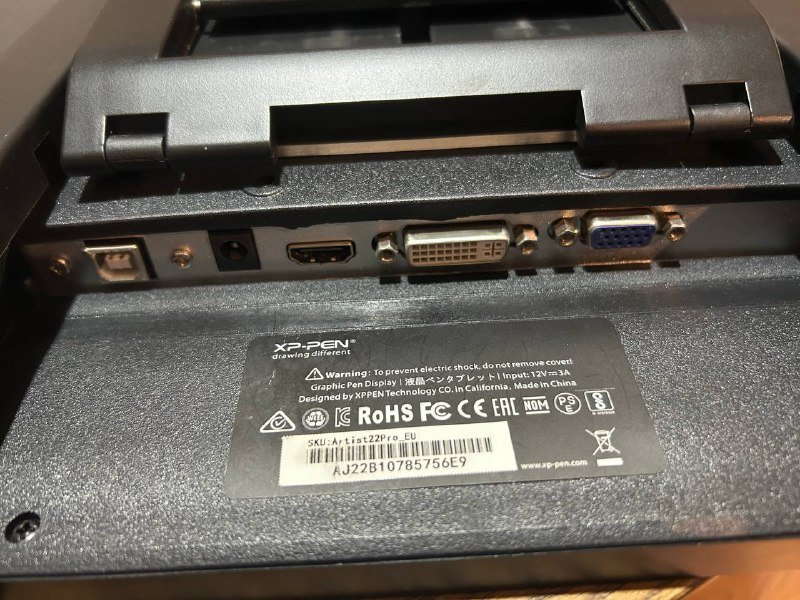 XP-PEN®
drawing different
Warning: To prevent electric shock, do not remove cover!
Graphic Pen Display | 液晶ペンタブレット | Input: 12V⎓3A
Designed by XPPEN Technology CO. in California. Made in China
RoHS FC CE EAC NOM PSE
SKU:Artist22Pro_EU
AJ22B10785756E9
www.xp-pen.com